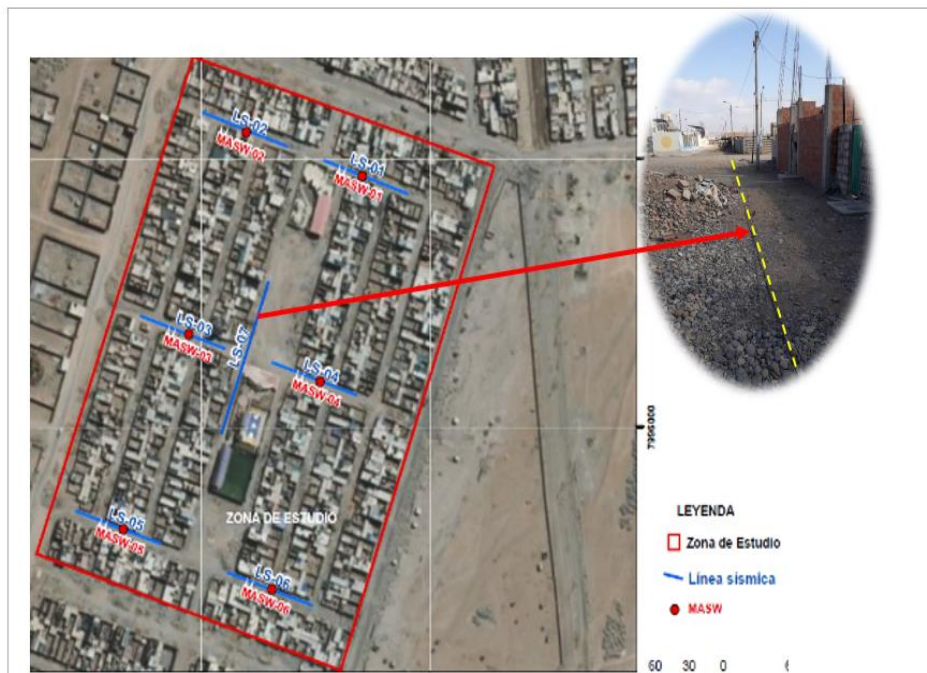 LS-02
MASW-02
LS-01
MASW-01
LS-03
MASW-03
LS-07
LS-04
MASW-04
7996000
LS-05
MASW-05
ZONA DE ESTUDIO
LS-06
MASW-06
LEYENDA
Zona de Estudio
Línea sísmica
MASW
60 30 0